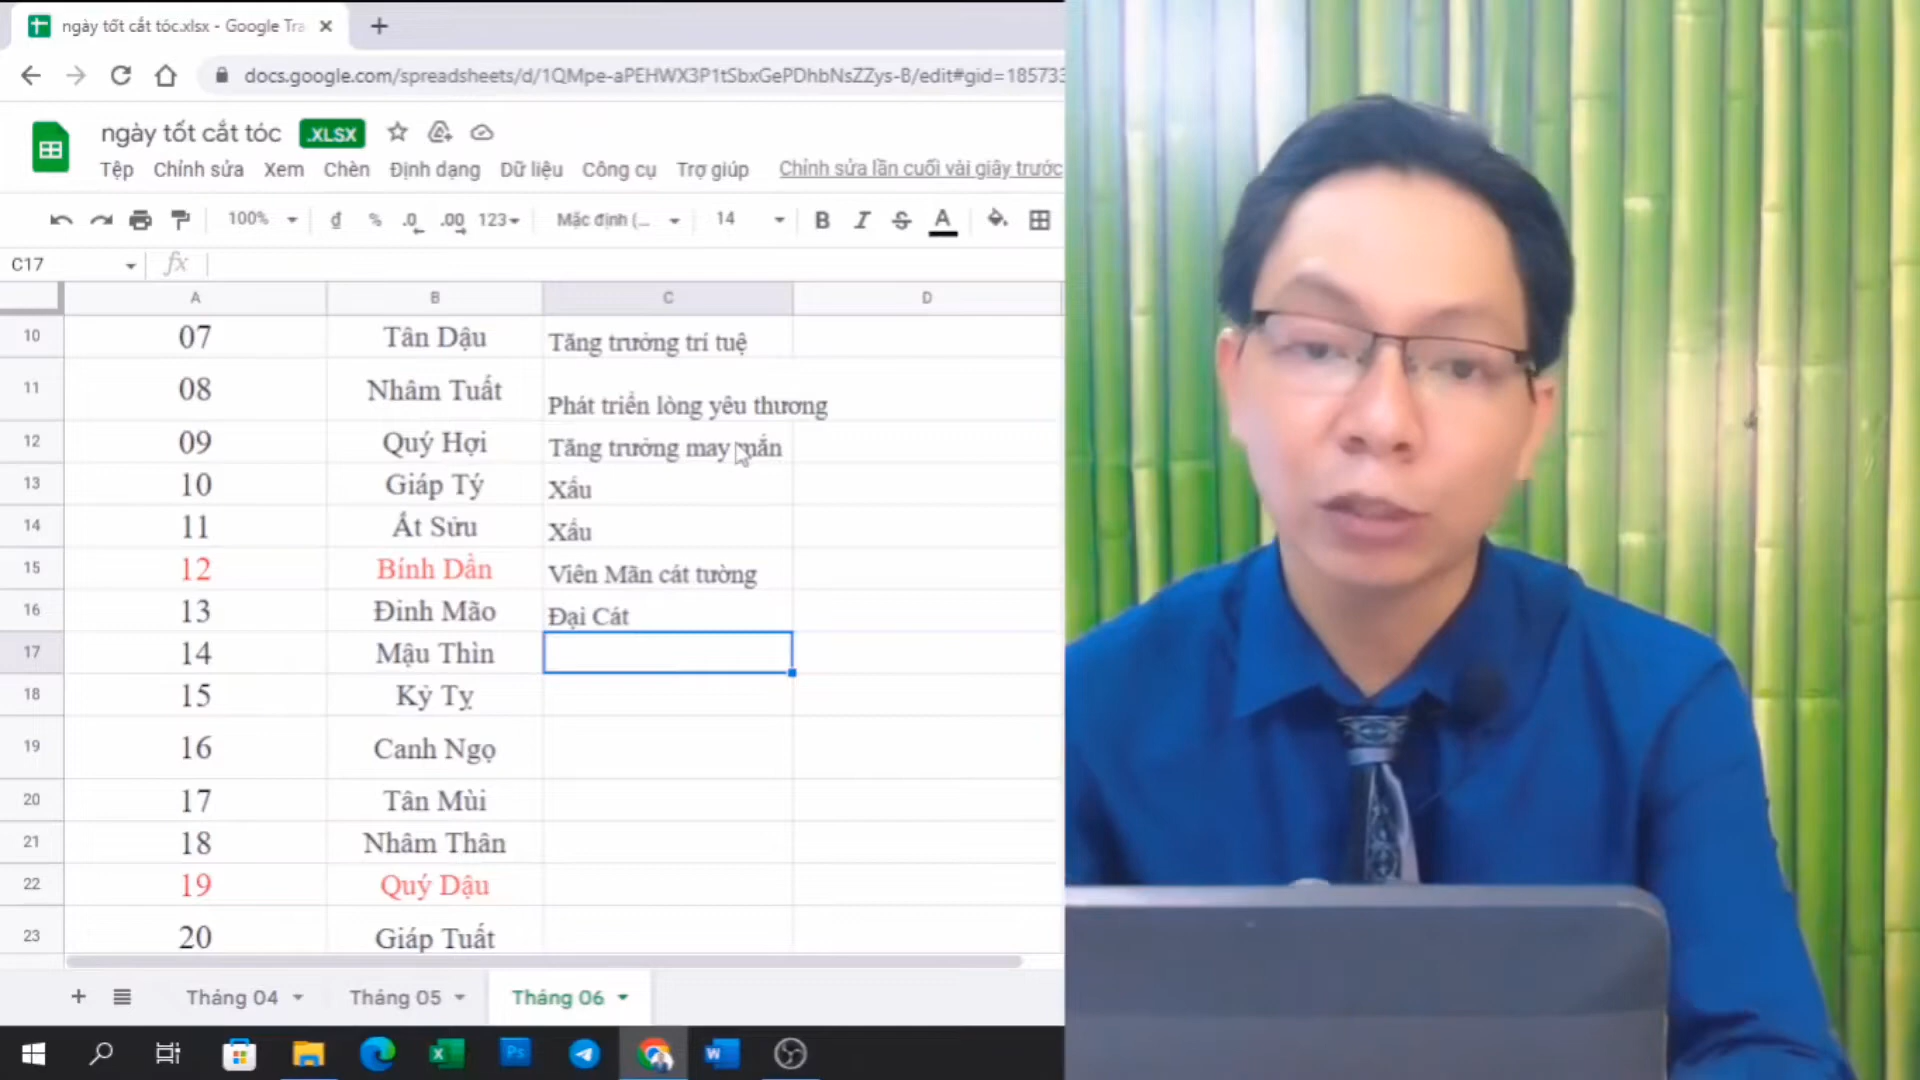 ngày tốt cắt tóc.xlsx - Google Tra
docs.google.com/spreadsheets/d/1QMpe-aPEHWX3P1tSbxGePDhbNsZZys-B/edit#gid=185733
ngày tốt cắt tóc .XLSX
Tệp Chỉnh sửa Xem Chèn Định dạng Dữ liệu Công cụ Trợ giúp Chỉnh sửa lần cuối vài giây trước
100% đ % .0 .00 123 Mặc định (... 14 B I S A
C17 fx
A B C D
10 07 Tân Dậu Tăng trưởng trí tuệ
11 08 Nhâm Tuất Phát triển lòng yêu thương
12 09 Quý Hợi Tăng trưởng may mắn
13 10 Giáp Tý Xấu
14 11 Ất Sửu Xấu
15 12 Bính Dần Viên Mãn cát tường
16 13 Đinh Mão Đại Cát
17 14 Mậu Thìn
18 15 Kỷ Tỵ
19 16 Canh Ngọ
20 17 Tân Mùi
21 18 Nhâm Thân
22 19 Quý Dậu
23 20 Giáp Tuất
+ Tháng 04 Tháng 05 Tháng 06
Ps W